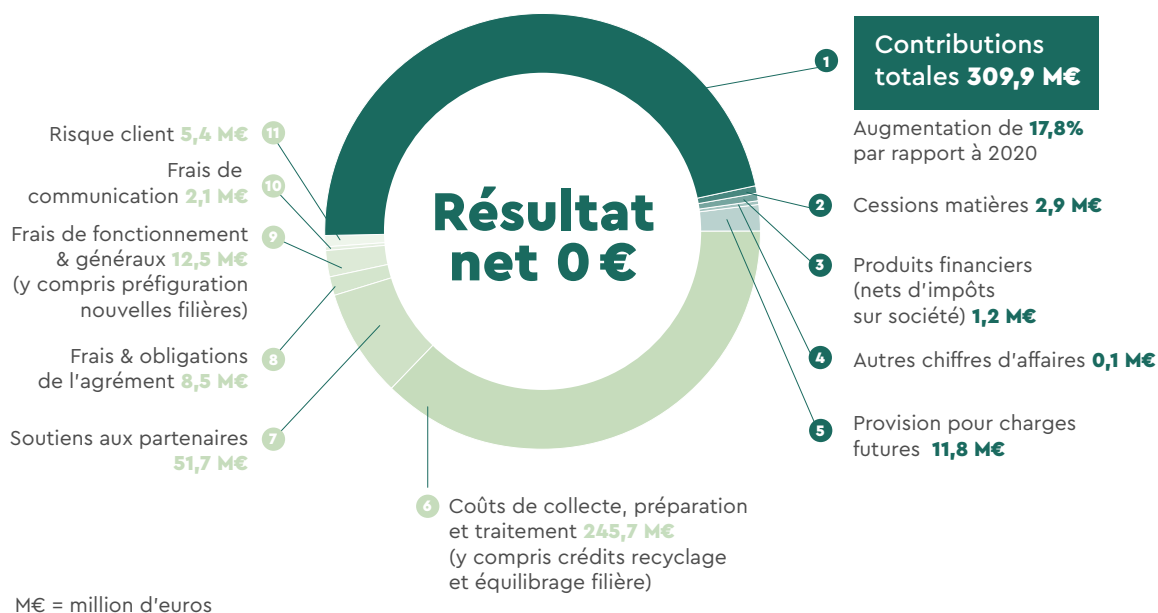 Résultat
net 0 €
1
Contributions
totales 309,9 M€
Augmentation de 17,8%
par rapport à 2020
2
Cessions matières 2,9 M€
3
Produits financiers
(nets d'impôts
sur société) 1,2 M€
4
Autres chiffres d'affaires 0,1 M€
5
Provision pour charges
futures 11,8 M€
6
Coûts de collecte, préparation
et traitement 245,7 M€
(y compris crédits recyclage
et équilibrage filière)
7
Soutiens aux partenaires
51,7 M€
8
Frais & obligations
de l'agrément 8,5 M€
9
Frais de fonctionnement
& généraux 12,5 M€
(y compris préfiguration
nouvelles filières)
10
Frais de
communication 2,1 M€
11
Risque client 5,4 M€
M€ = million d'euros